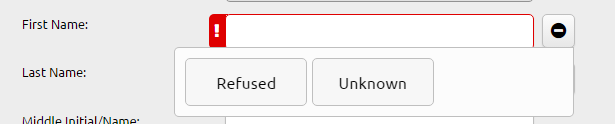 First Name: !
Refused Unknown
Last Name:
Middle Initial/Name: